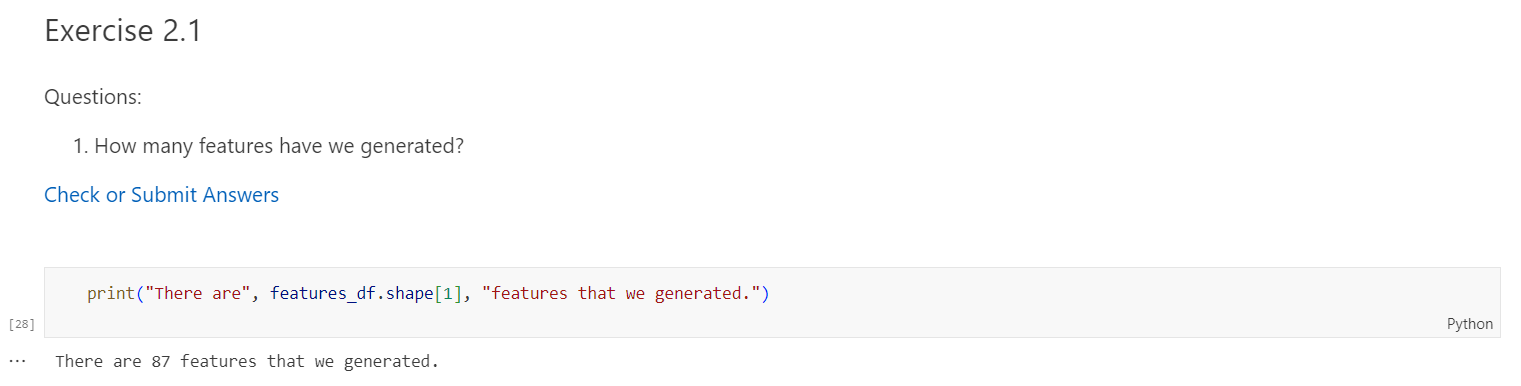 Exercise 2.1
Questions:
1. How many features have we generated?
Check or Submit Answers
print("There are", features_df.shape[1], "features that we generated.")
[28]
Python
... There are 87 features that we generated.